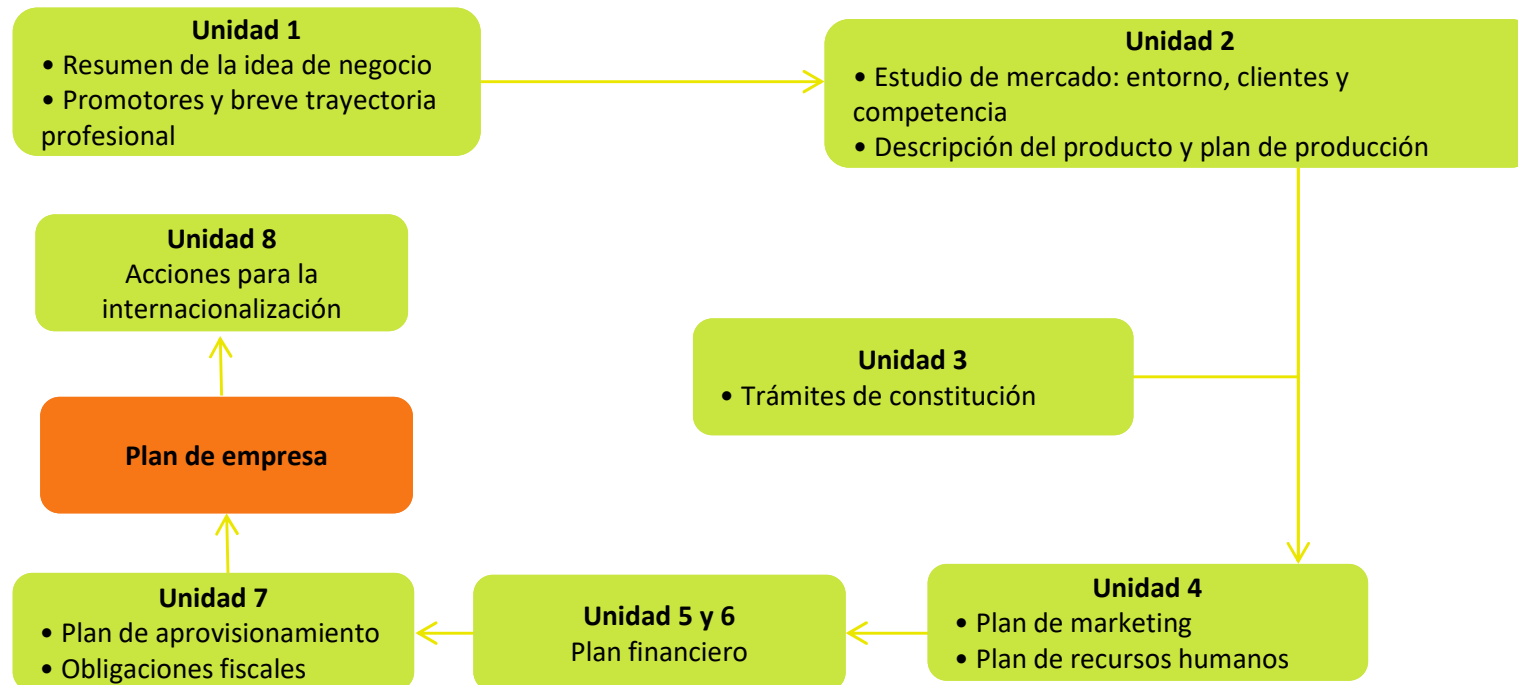 Unidad 1
• Resumen de la idea de negocio
• Promotores y breve trayectoria
profesional
Unidad 2
• Estudio de mercado: entorno, clientes y
competencia
• Descripción del producto y plan de producción
Unidad 3
• Trámites de constitución
Unidad 4
• Plan de marketing
• Plan de recursos humanos
Unidad 5 y 6
Plan financiero
Unidad 7
• Plan de aprovisionamiento
• Obligaciones fiscales
Plan de empresa
Unidad 8
Acciones para la
internacionalización